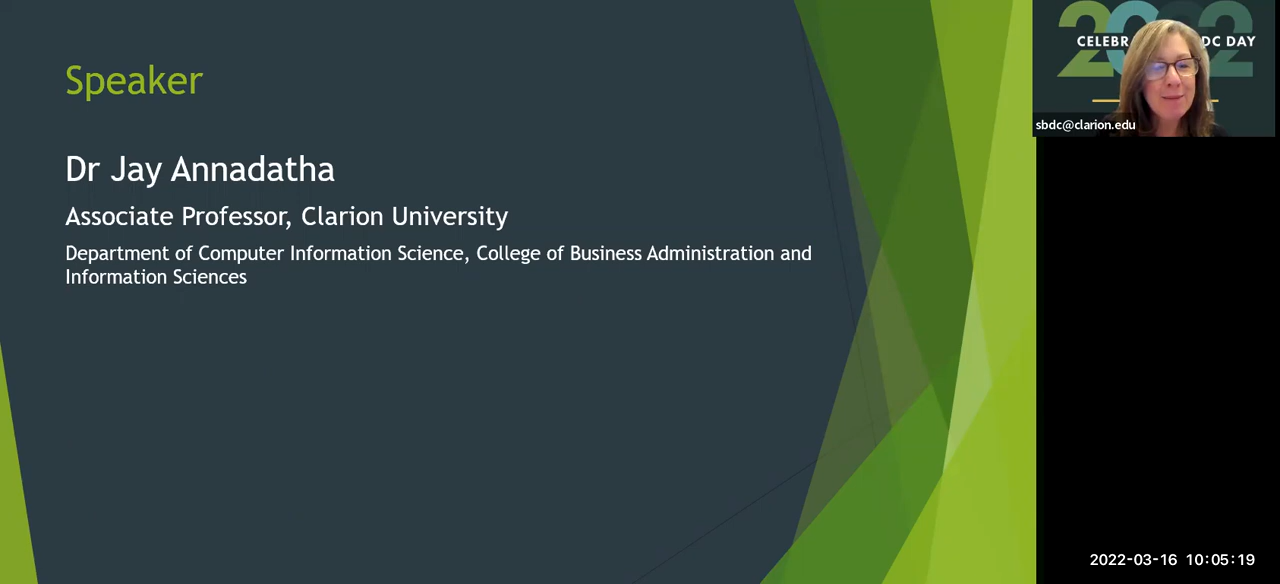 Speaker
Dr Jay Annadatha
Associate Professor, Clarion University
Department of Computer Information Science, College of Business Administration and
Information Sciences
2022
CELEBR DC DAY
sbdc@clarion.edu
2022-03-16 10:05:19